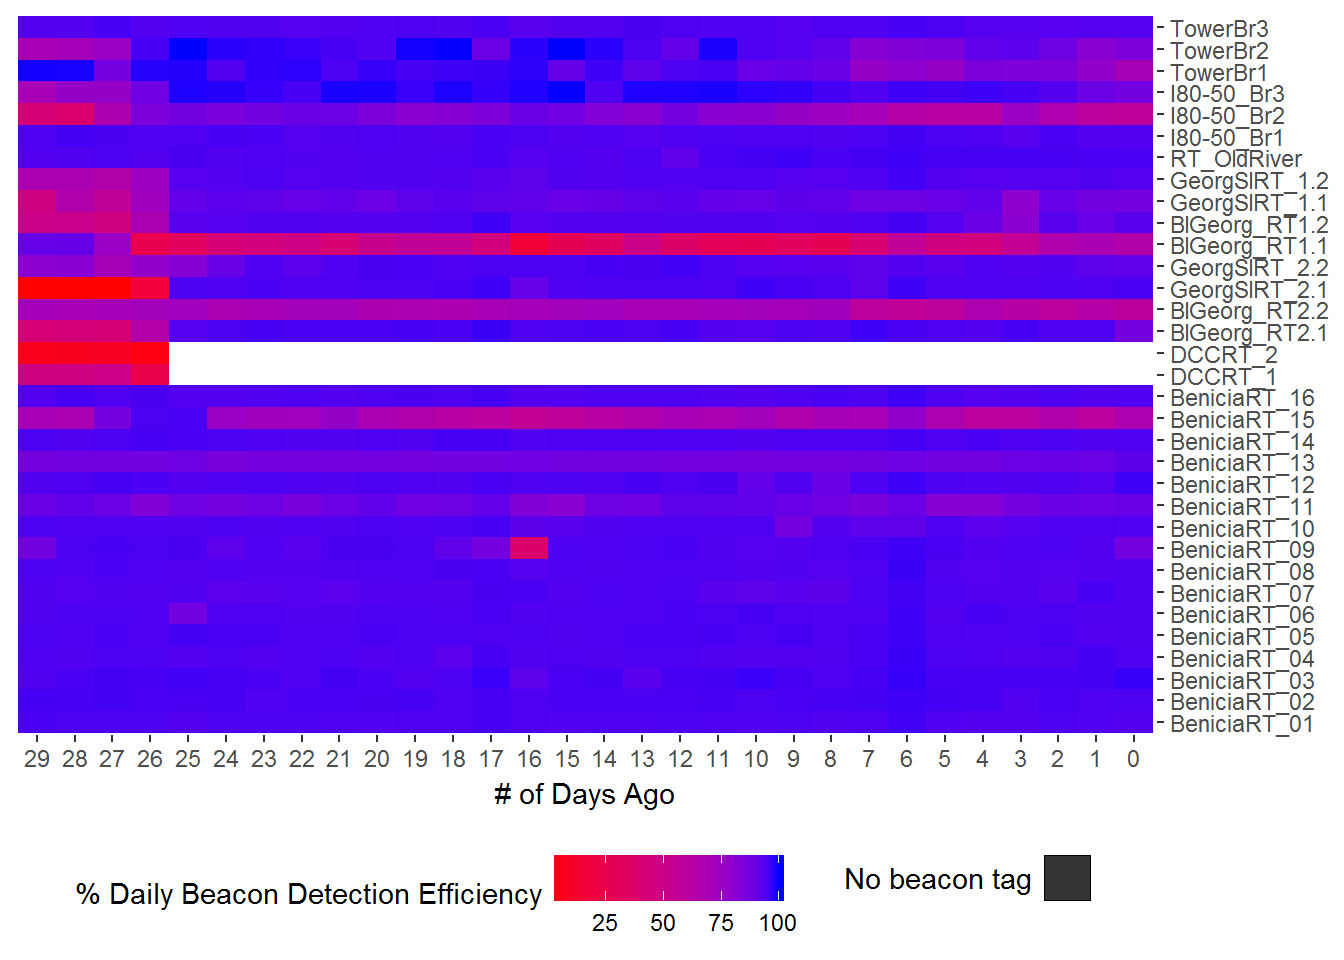 TowerBr3
TowerBr2
TowerBr1
I80-50_Br3
I80-50_Br2
I80-50_Br1
RT_OldRiver
GeorgSlRT_1.2
GeorgSlRT_1.1
BlGeorg_RT1.2
BlGeorg_RT1.1
GeorgSlRT_2.2
GeorgSlRT_2.1
BlGeorg_RT2.2
BlGeorg_RT2.1
DCCRT_2
DCCRT_1
BeniciaRT_16
BeniciaRT_15
BeniciaRT_14
BeniciaRT_13
BeniciaRT_12
BeniciaRT_11
BeniciaRT_10
BeniciaRT_09
BeniciaRT_08
BeniciaRT_07
BeniciaRT_06
BeniciaRT_05
BeniciaRT_04
BeniciaRT_03
BeniciaRT_02
BeniciaRT_01
29 28 27 26 25 24 23 22 21 20 19 18 17 16 15 14 13 12 11 10 9 8 7 6 5 4 3 2 1 0
# of Days Ago
% Daily Beacon Detection Efficiency
25 50 75 100
No beacon tag